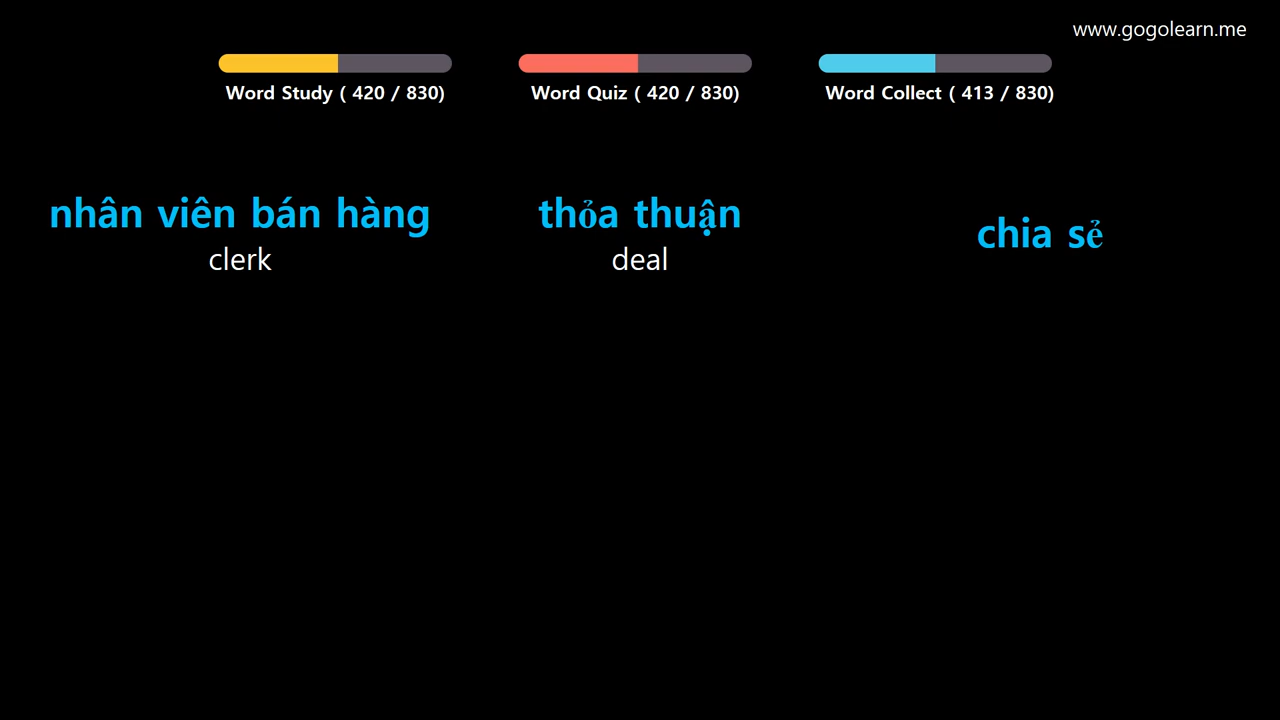 www.gogolearn.me
Word Study ( 420 / 830)
Word Quiz ( 420 / 830)
Word Collect ( 413 / 830)
nhân viên bán hàng
clerk
thỏa thuận
deal
chia sẻ